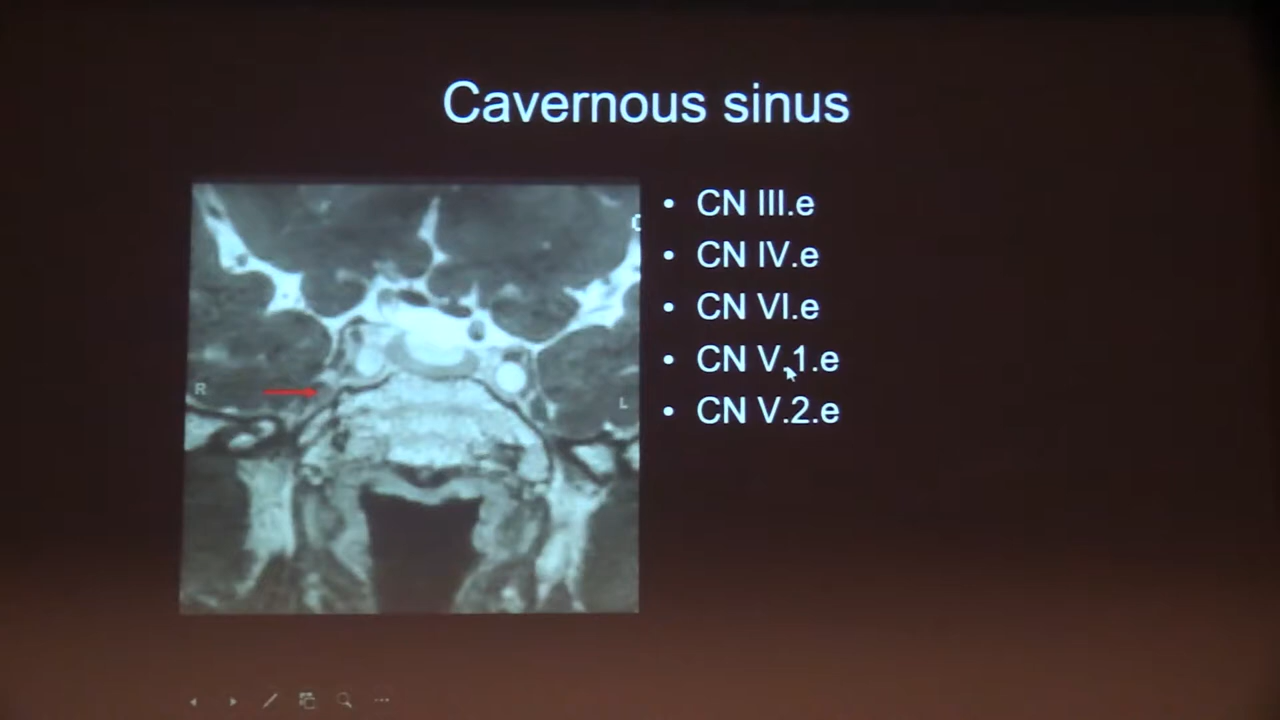 Cavernous sinus
• CN III.e
• CN IV.e
• CN VI.e
• CN V.1.e
• CN V.2.e
R
L